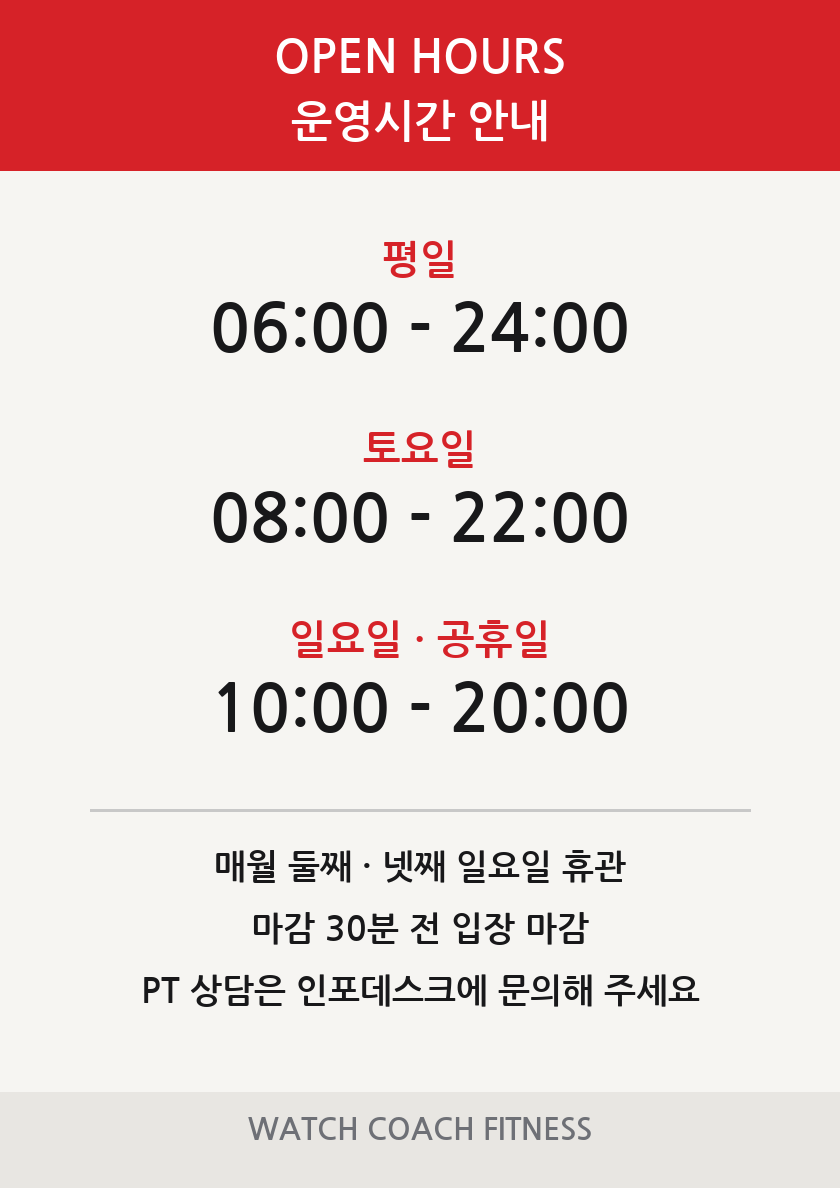 OPEN HOURS
운영시간 안내
평일
06:00 - 24:00
토요일
08:00 - 22:00
일요일 · 공휴일
10:00 - 20:00
매월 둘째 · 넷째 일요일 휴관
마감 30분 전 입장 마감
PT 상담은 인포데스크에 문의해 주세요
WATCH COACH FITNESS